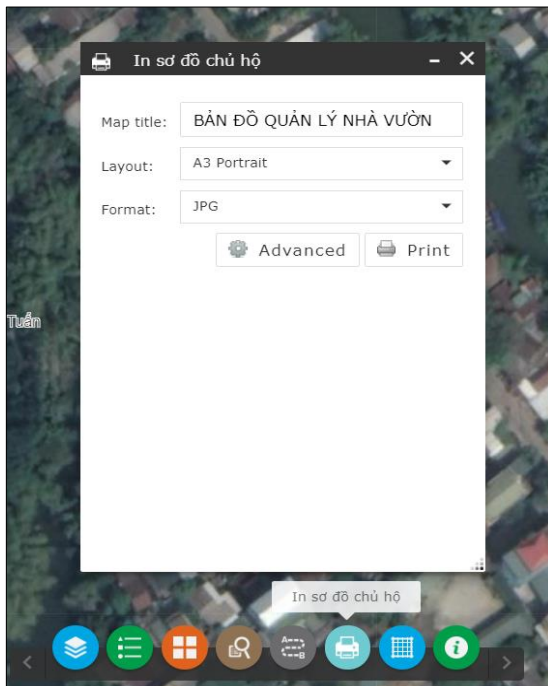 In sơ đồ chủ hộ
Map title: BẢN ĐỒ QUẢN LÝ NHÀ VƯỜN
Layout: A3 Portrait
Format: JPG
Advanced Print
Tuấn
In sơ đồ chủ hộ
A B